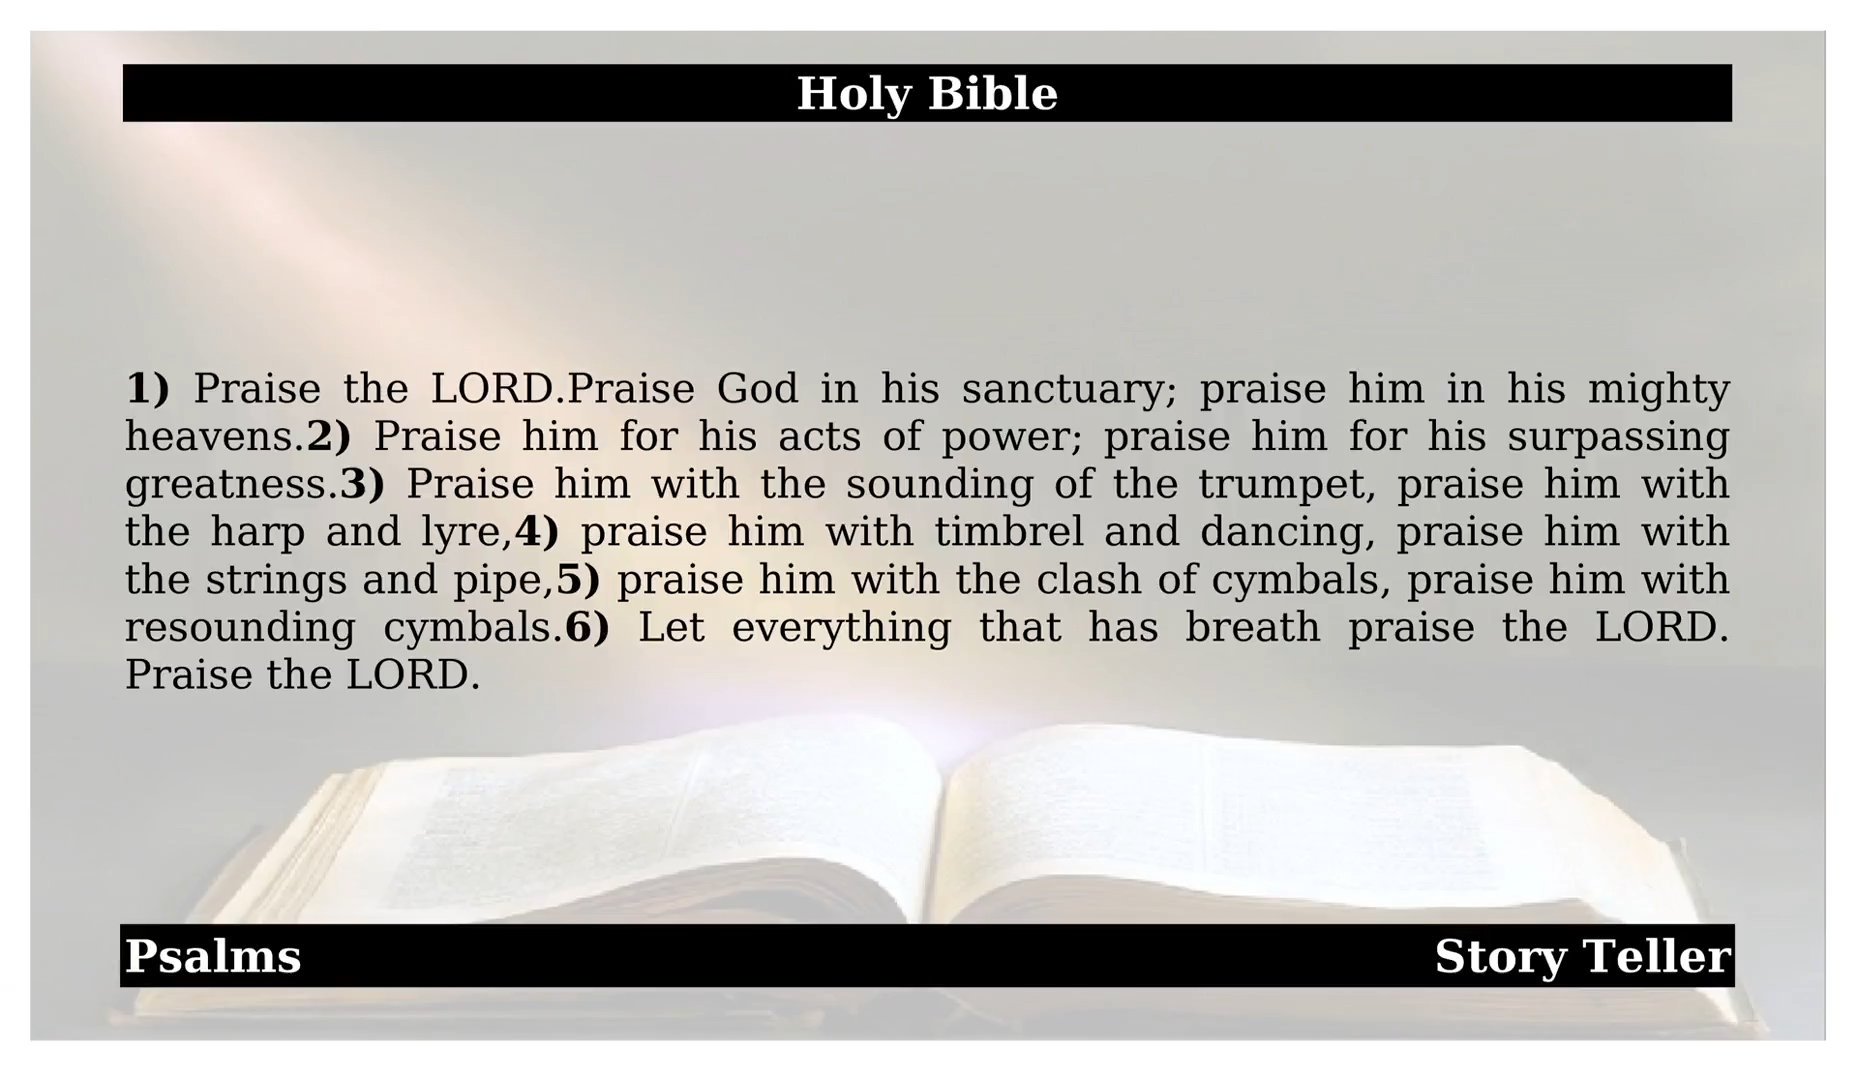 Holy Bible
1) Praise the LORD.Praise God in his sanctuary; praise him in his mighty
heavens.2) Praise him for his acts of power; praise him for his surpassing
greatness.3) Praise him with the sounding of the trumpet, praise him with
the harp and lyre,4) praise him with timbrel and dancing, praise him with
the strings and pipe,5) praise him with the clash of cymbals, praise him with
resounding cymbals.6) Let everything that has breath praise the LORD.
Praise the LORD.
Psalms Story Teller